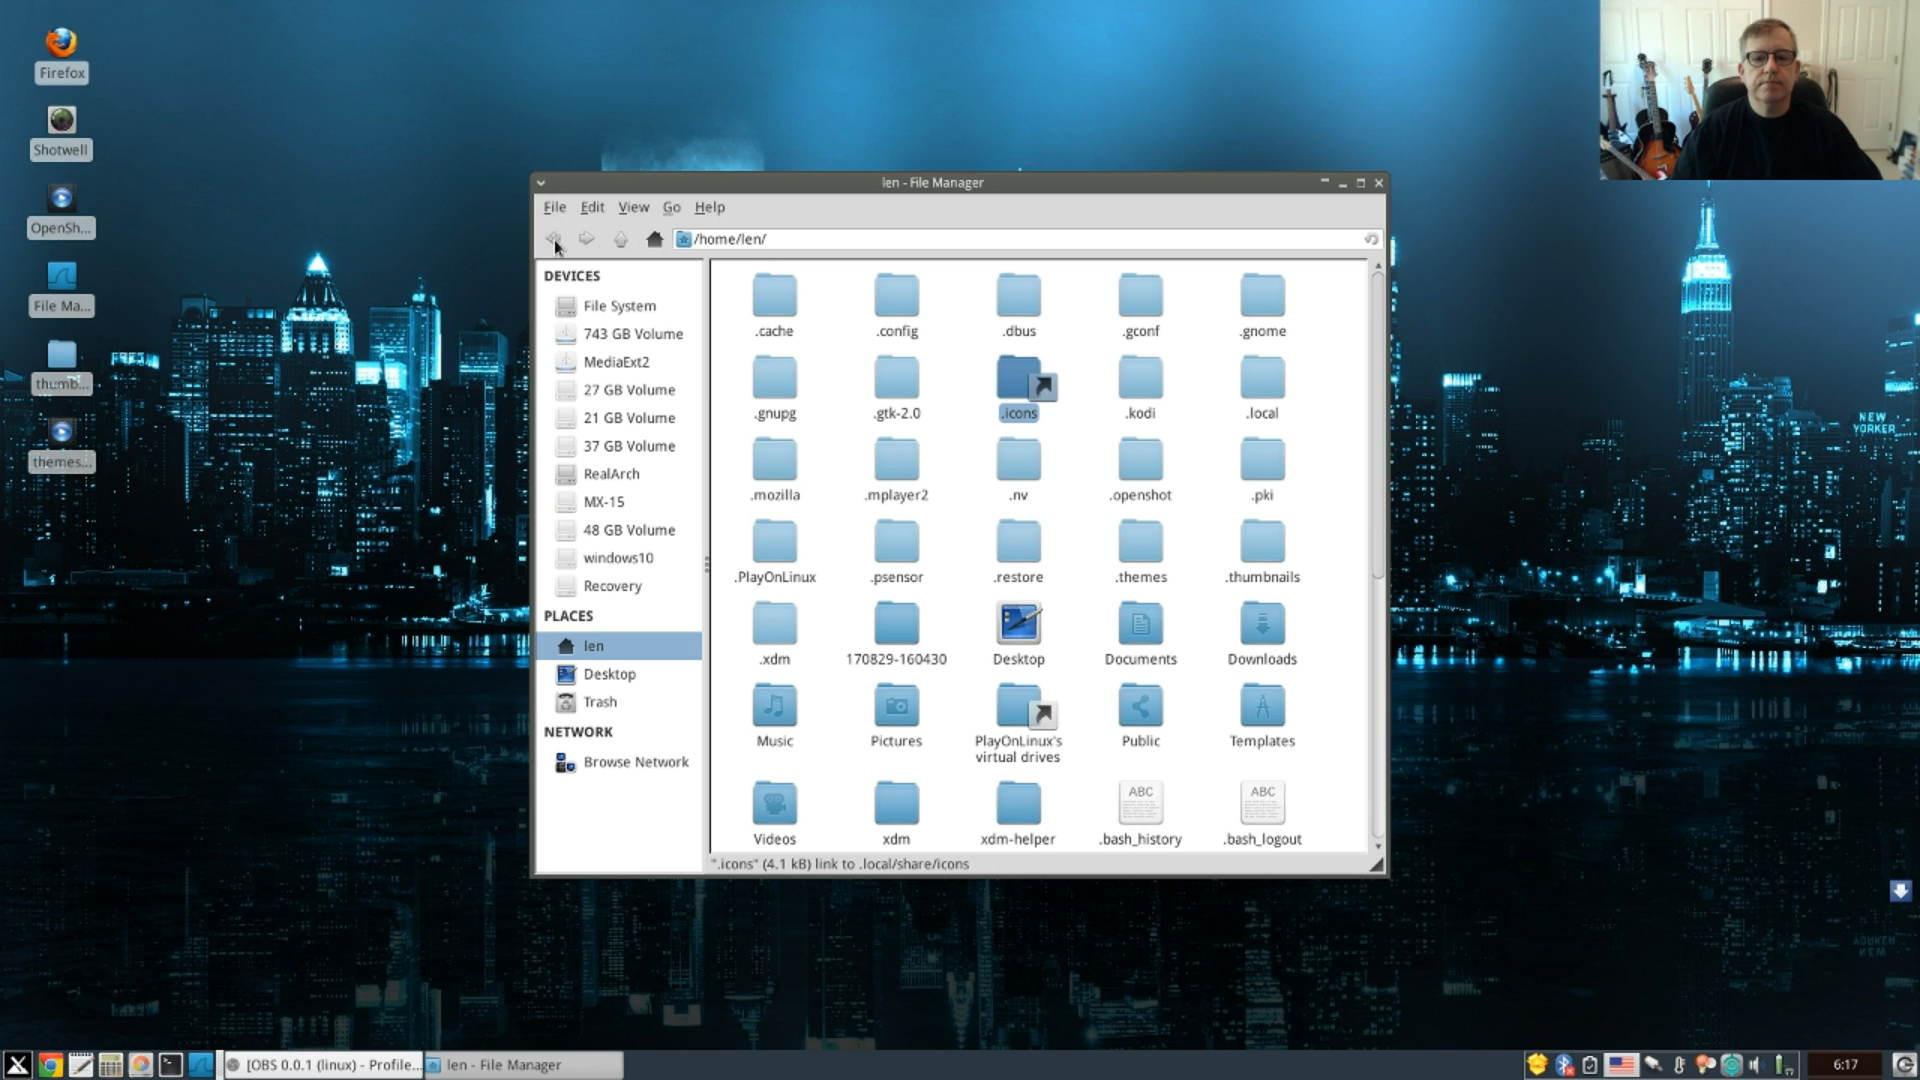 Firefox
Shotwell
OpenSh...
File Ma...
thumb...
themes...
len - File Manager
File Edit View Go Help
/home/len/
DEVICES
File System
743 GB Volume
MediaExt2
27 GB Volume
21 GB Volume
37 GB Volume
RealArch
MX-15
48 GB Volume
windows10
Recovery
PLACES
len
Desktop
Trash
NETWORK
Browse Network
.cache .config .dbus .gconf .gnome
.gnupg .gtk-2.0 .icons .kodi .local
.mozilla .mplayer2 .nv .openshot .pki
.PlayOnLinux .psensor .restore .themes .thumbnails
.xdm 170829-160430 Desktop Documents Downloads
Music Pictures PlayOnLinux's virtual drives Public Templates
ABC ABC
Videos xdm xdm-helper .bash_history .bash_logout
".icons" (4.1 kB) link to .local/share/icons
NEW
YORKER
[OBS 0.0.1 (linux) - Profile...
len - File Manager
6:17